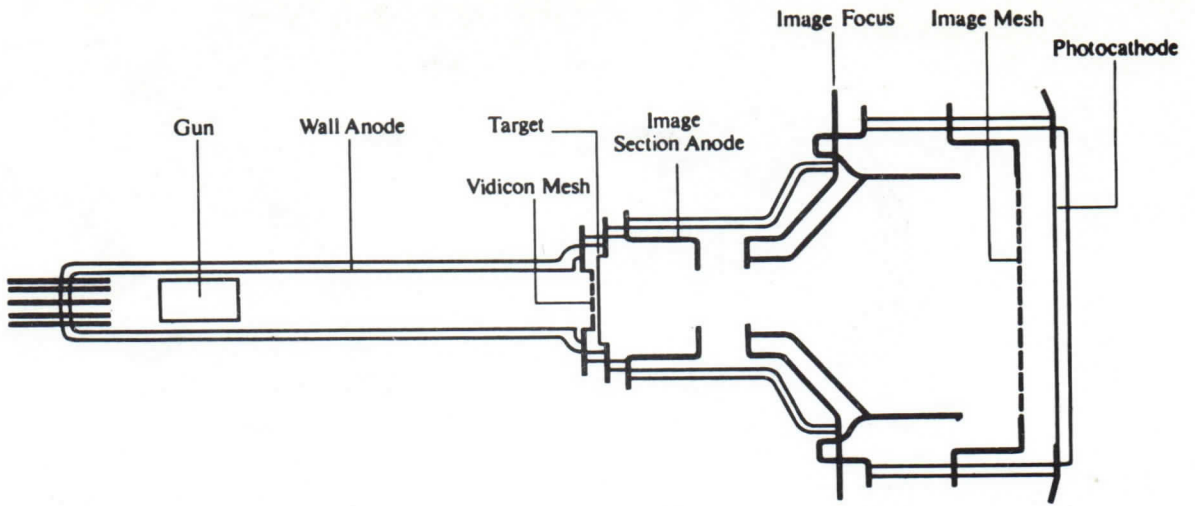 Image Focus
Image Mesh
Photocathode
Gun
Wall Anode
Target
Image
Section Anode
Vidicon Mesh